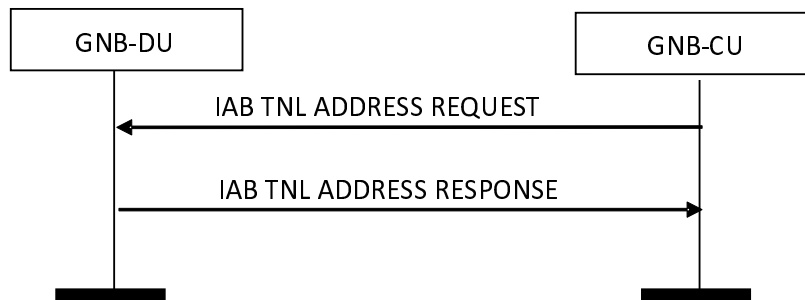 GNB-DU
GNB-CU
IAB TNL ADDRESS REQUEST
IAB TNL ADDRESS RESPONSE